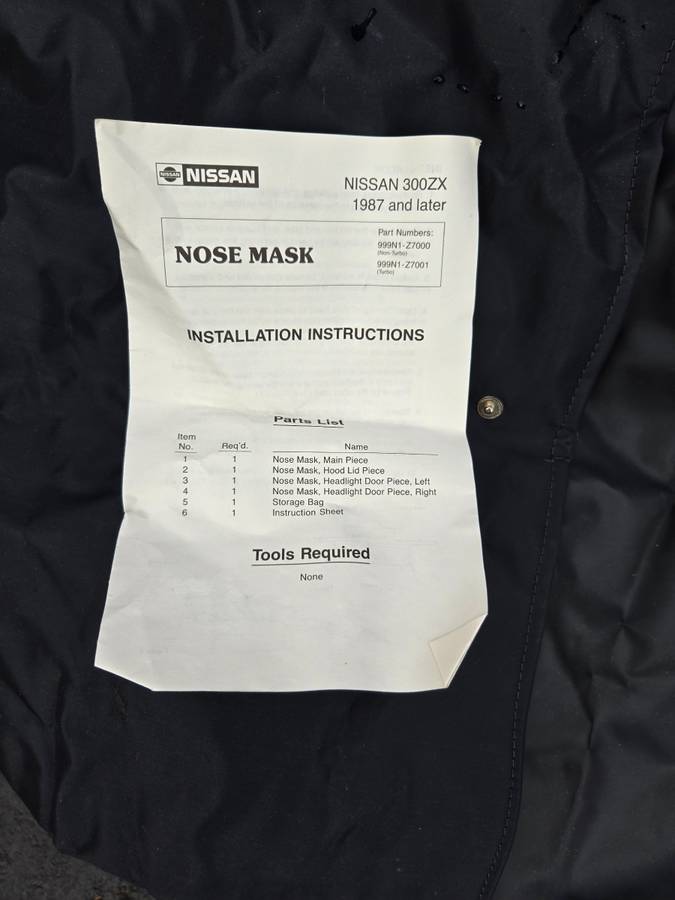 NISSAN NISSAN
NISSAN 300ZX
1987 and later
NOSE MASK
Part Numbers:
999N1-Z7000
(Non-Turbo)
999N1-Z7001
(Turbo)
INSTALLATION INSTRUCTIONS
Parts List
Item
No. Req'd. Name
1 1 Nose Mask, Main Piece
2 1 Nose Mask, Hood Lid Piece
3 1 Nose Mask, Headlight Door Piece, Left
4 1 Nose Mask, Headlight Door Piece, Right
5 1 Storage Bag
6 1 Instruction Sheet
Tools Required
None